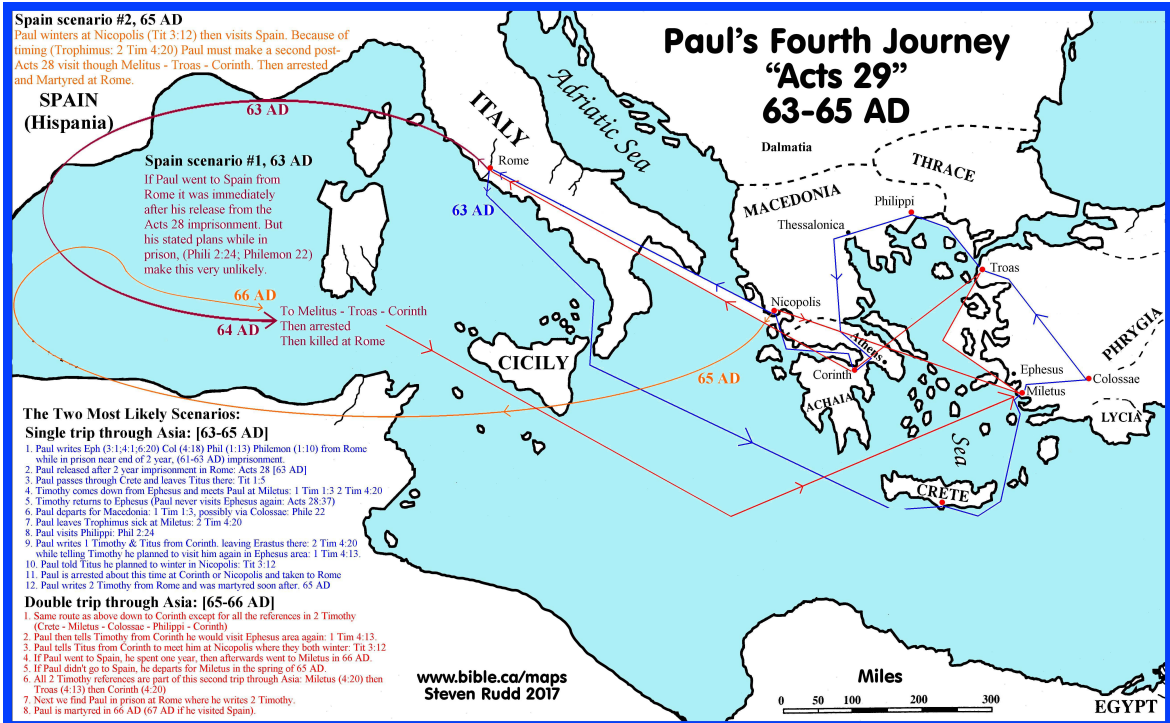 Spain scenario #2, 65 AD
Paul winters at Nicopolis (Tit 3:12) then visits Spain. Because of
timing (Trophimus: 2 Tim 4:20) Paul must make a second post-
Acts 28 visit though Melitus - Troas - Corinth. Then arrested
and Martyred at Rome.
Paul's Fourth Journey
"Acts 29"
63-65 AD
SPAIN
(Hispania)
63 AD
ITALY
Adriatic Sea
Dalmatia
THRACE
MACEDONIA
Philippi
Thessalonica
Rome
63 AD
Spain scenario #1, 63 AD
If Paul went to Spain from
Rome it was immediately
after his release from the
Acts 28 imprisonment. But
his stated plans while in
prison, (Phili 2:24; Philemon 22)
make this very unlikely.
66 AD
64 AD
To Melitus - Troas - Corinth
Then arrested
Then killed at Rome
Troas
Nicopolis
PHRYGIA
Athens
Ephesus
Colossae
Corinth
Miletus
CICILY
65 AD
ACHAIA
LYCIA
Sea
CRETE
The Two Most Likely Scenarios:
Single trip through Asia: [63-65 AD]
1. Paul writes Eph (3:1;4:1;6:20) Col (4:18) Phil (1:13) Philemon (1:10) from Rome
while in prison near end of 2 year, (61-63 AD) imprisonment.
2. Paul released after 2 year imprisonment in Rome: Acts 28 [63 AD]
3. Paul passes through Crete and leaves Titus there: Tit 1:5
4. Timothy comes down from Ephesus and meets Paul at Miletus: 1 Tim 1:3 2 Tim 4:20
5. Timothy returns to Ephesus (Paul never visits Ephesus again: Acts 28:37)
6. Paul departs for Macedonia: 1 Tim 1:3, possibly via Colossae: Phile 22
7. Paul leaves Trophimus sick at Miletus: 2 Tim 4:20
8. Paul visits Philippi: Phil 2:24
9. Paul writes 1 Timothy & Titus from Corinth. leaving Erastus there: 2 Tim 4:20
while telling Timothy he planned to visit him again in Ephesus area: 1 Tim 4:13.
10. Paul told Titus he planned to winter in Nicopolis: Tit 3:12
11. Paul is arrested about this time at Corinth or Nicopolis and taken to Rome
12. Paul writes 2 Timothy from Rome and was martyred soon after. 65 AD
Double trip through Asia: [65-66 AD]
1. Same route as above down to Corinth except for all the references in 2 Timothy
(Crete - Miletus - Colossae - Philippi - Corinth)
2. Paul then tells Timothy from Corinth he would visit Ephesus area again: 1 Tim 4:13.
3. Paul tells Titus from Corinth to meet him at Nicopolis where they both winter: Tit 3:12
4. If Paul went to Spain, he spent one year, then afterwards went to Miletus in 66 AD.
5. If Paul didn't go to Spain, he departs for Miletus in the spring of 65 AD.
6. All 2 Timothy references are part of this second trip through Asia: Miletus (4:20) then
Troas (4:13) then Corinth (4:20)
7. Next we find Paul in prison at Rome where he writes 2 Timothy.
8. Paul is martyred in 66 AD (67 AD if he visited Spain).
www.bible.ca/maps
Steven Rudd 2017
Miles
0 50 100 200 300
EGYPT